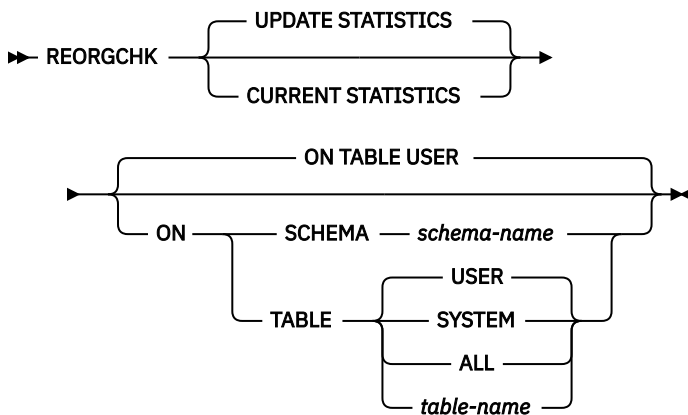 UPDATE STATISTICS
REORGCHK
CURRENT STATISTICS
ON TABLE USER
ON SCHEMA schema-name
USER
TABLE SYSTEM
ALL
table-name